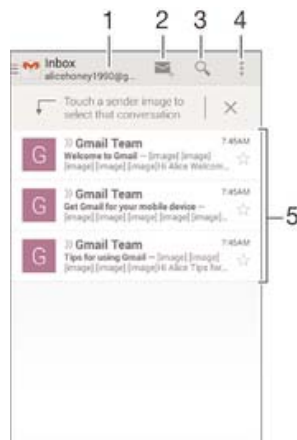 1 2 3 4
Inbox
alicehoney1990@g...
Touch a sender image to
select that conversation.
G
Gmail Team
7:45AM
Welcome to Gmail – [image] [image]
[image] [image] [image]Hi Alice Welcom...
G
Gmail Team
7:45AM
Get Gmail for your mobile device –
[image] [image] [image] [image] [image]...
G
Gmail Team
7:45AM
Tips for using Gmail – [image] [image]
[image] [image] [image]Hi Alice Tips for...
5